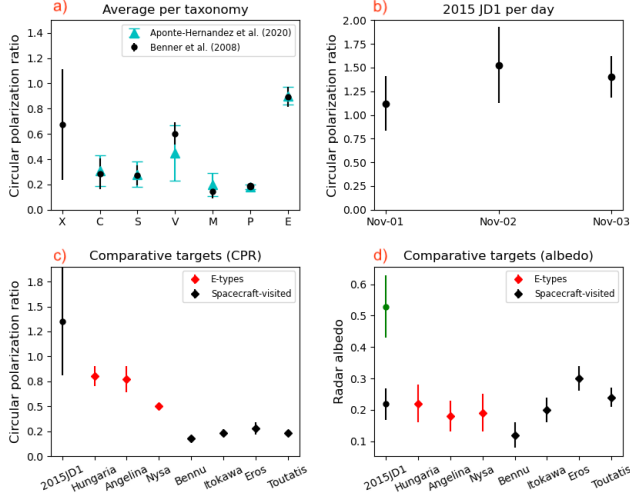 a) Average per taxonomy
Circular polarization ratio
1.4
1.2
1.0
0.8
0.6
0.4
0.2
0.0
Aponte-Hernandez et al. (2020)
Benner et al. (2008)
X C S V M P E
b) 2015 JD1 per day
Circular polarization ratio
2.00
1.75
1.50
1.25
1.00
0.75
0.50
0.25
0.00
Nov-01 Nov-02 Nov-03
c) Comparative targets (CPR)
Circular polarization ratio
1.8
1.5
1.2
1.0
0.8
0.5
0.2
0.0
E-types
Spacecraft-visited
2015JD1 Hungaria Angelina Nysa Bennu Itokawa Eros Toutatis
d) Comparative targets (albedo)
Radar albedo
0.6
0.5
0.4
0.3
0.2
0.1
E-types
Spacecraft-visited
2015JD1 Hungaria Angelina Nysa Bennu Itokawa Eros Toutatis